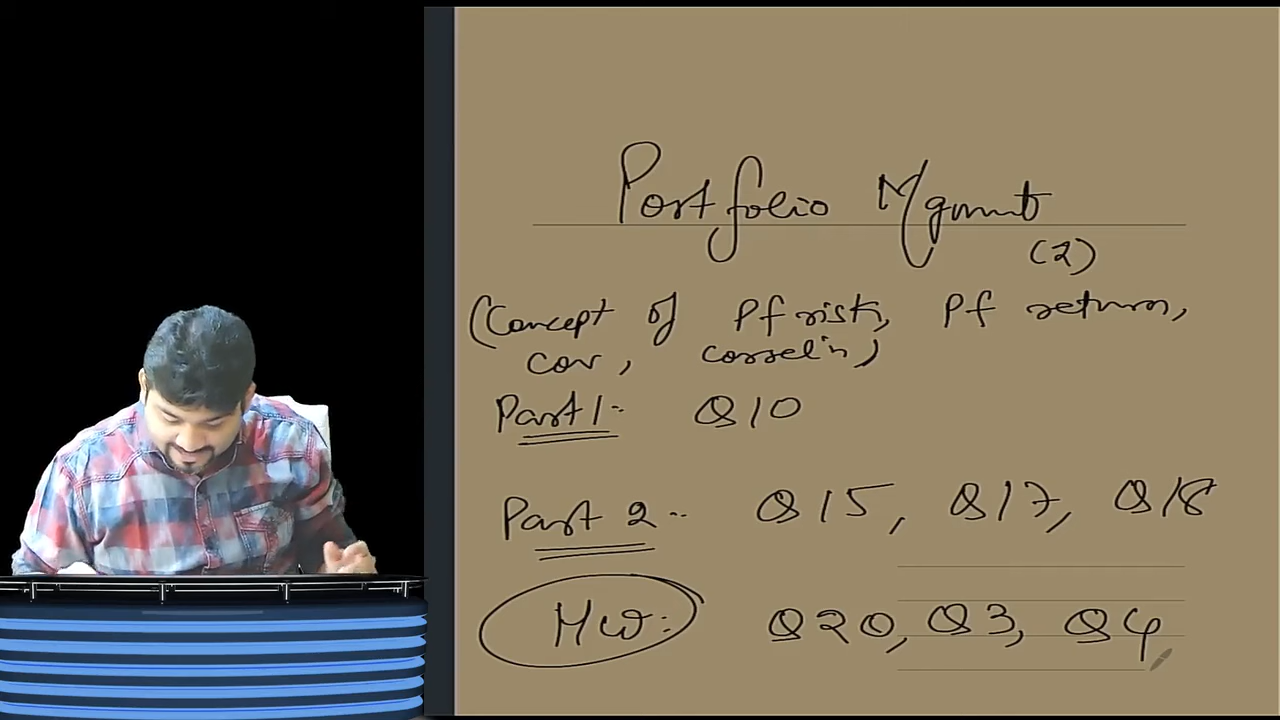 Portfolio Mgmnt
(2)
(Concept of Pf risk, Pf return,
cov, correl'n)
Part 1:- Q10
Part 2:- Q15, Q17, Q18
HW:- Q20, Q3, Q4